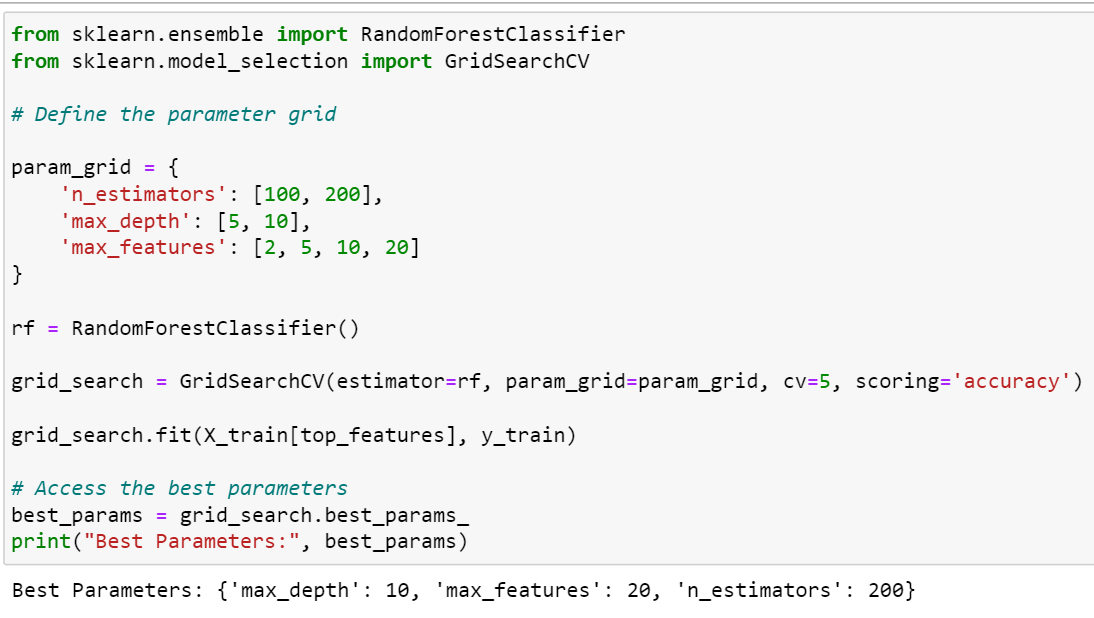 from sklearn.ensemble import RandomForestClassifier
from sklearn.model_selection import GridSearchCV
# Define the parameter grid
param_grid = {
    'n_estimators': [100, 200],
    'max_depth': [5, 10],
    'max_features': [2, 5, 10, 20]
}
rf = RandomForestClassifier()
grid_search = GridSearchCV(estimator=rf, param_grid=param_grid, cv=5, scoring='accuracy')
grid_search.fit(X_train[top_features], y_train)
# Access the best parameters
best_params = grid_search.best_params_
print("Best Parameters:", best_params)
Best Parameters: {'max_depth': 10, 'max_features': 20, 'n_estimators': 200}